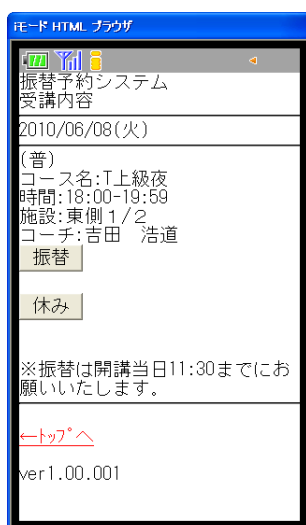 iモード HTML ブラウザ
振替予約システム
受講内容
2010/06/08(火)
(普)
コース名:T上級夜
時間:18:00-19:59
施設:東側１/２
コーチ:吉田　浩道
振替
休み
※振替は開講当日11:30までにお
願いいたします。
←ﾄｯﾌﾟへ
ver1.00.001